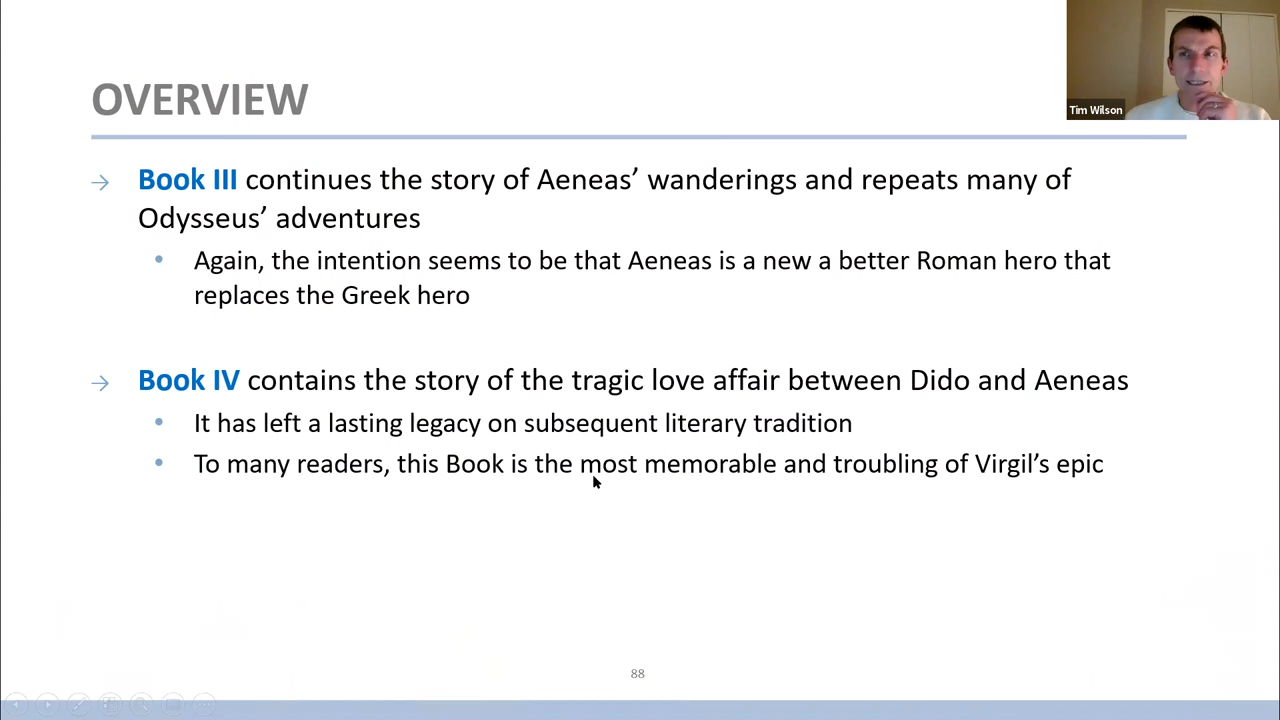 OVERVIEW
Tim Wilson
→ Book III continues the story of Aeneas’ wanderings and repeats many of
Odysseus’ adventures
• Again, the intention seems to be that Aeneas is a new a better Roman hero that
replaces the Greek hero
→ Book IV contains the story of the tragic love affair between Dido and Aeneas
• It has left a lasting legacy on subsequent literary tradition
• To many readers, this Book is the most memorable and troubling of Virgil’s epic
88